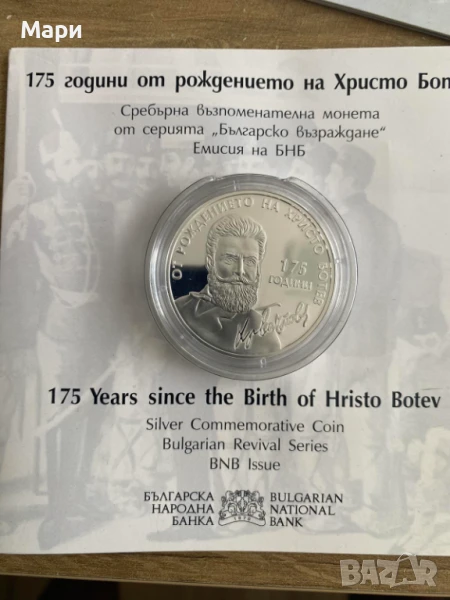 Мари
175 години от рождението на Христо Бот
Сребърна възпоменателна монета
от серията „Българско възраждане“
Емисия на БНБ
ОТ РОЖДЕНИЕТО НА ХРИСТО БОТЕВ
175
ГОДИНИ
175 Years since the Birth of Hristo Botev
Silver Commemorative Coin
Bulgarian Revival Series
BNB Issue
БЪЛГАРСКА
НАРОДНА
БАНКА
BULGARIAN
NATIONAL
BANK
bazar